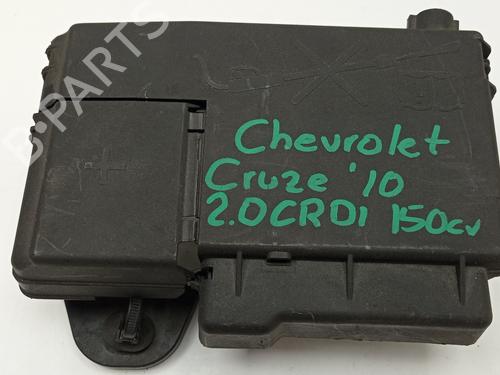 B-PARTS
Chevrolet
Cruze '10
2.0CRDI 150cv